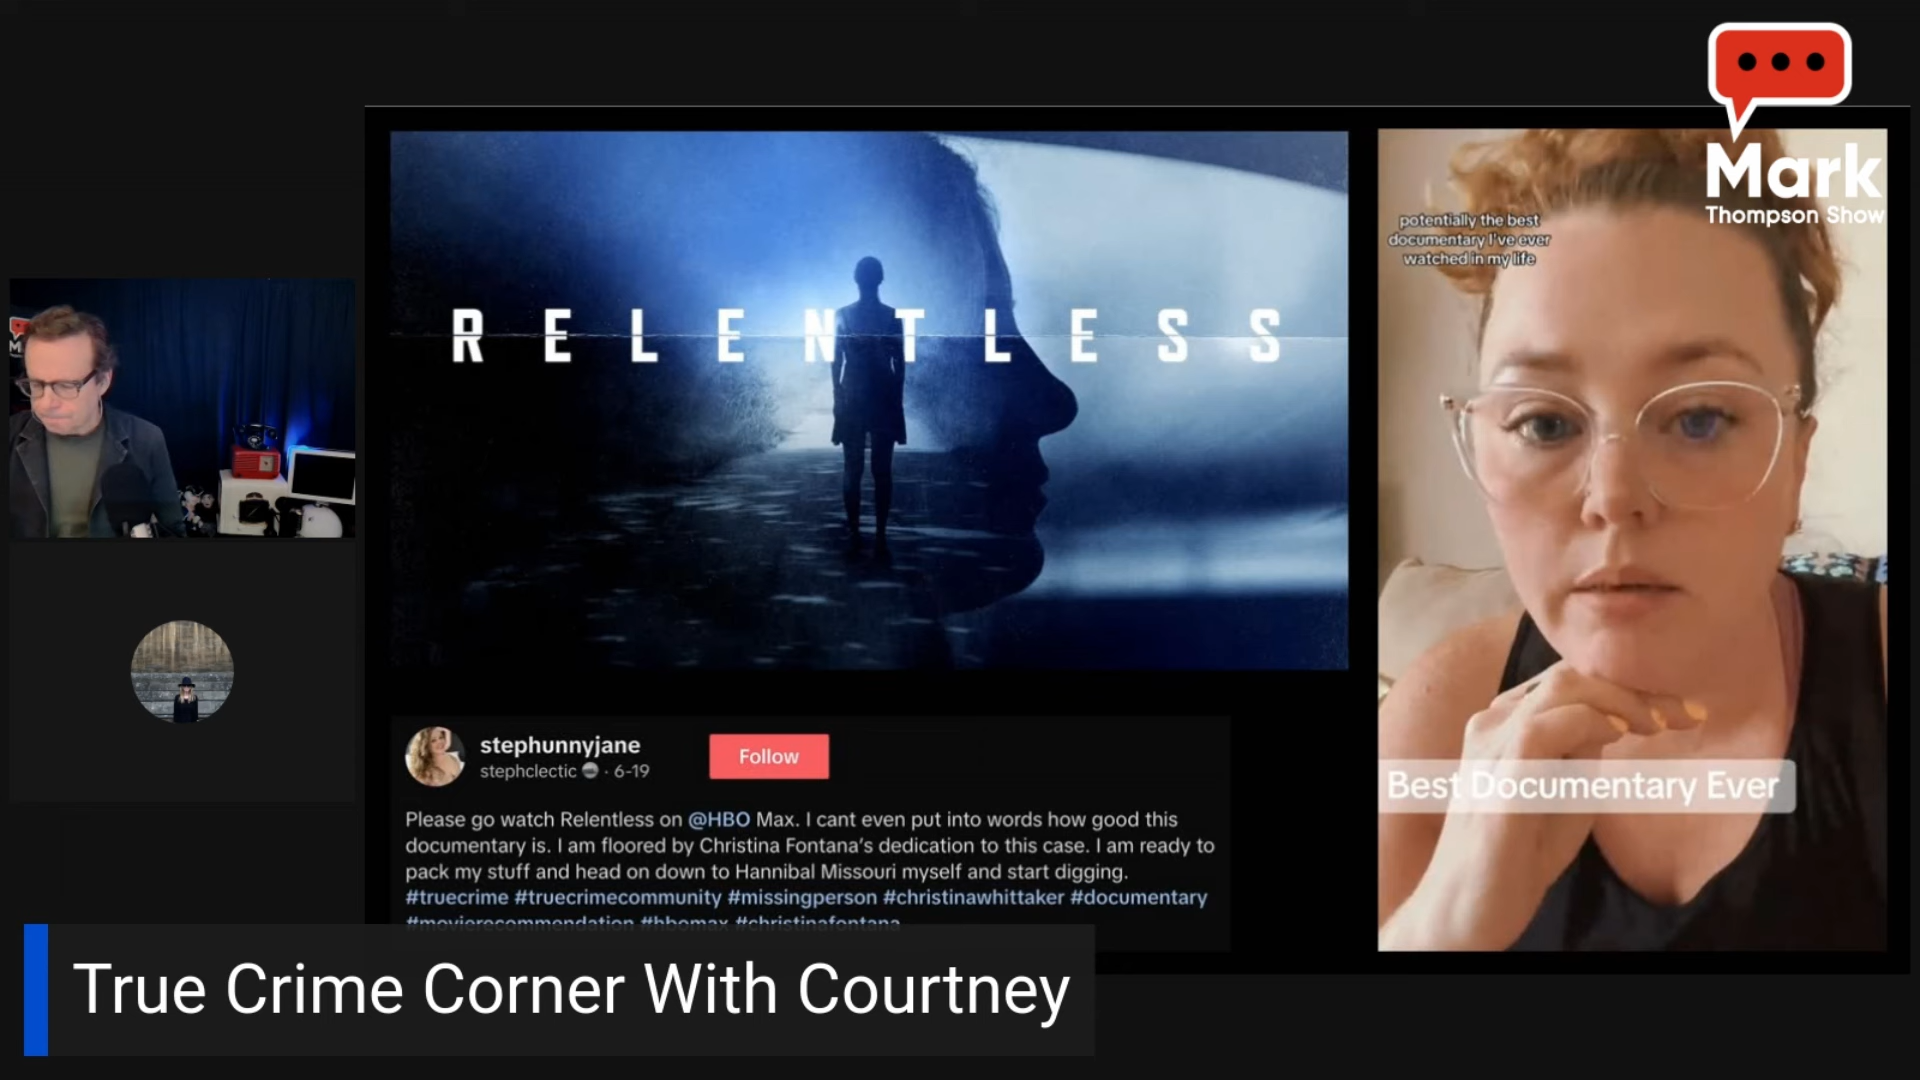 Mark
Thompson Show
RELENTLESS
potentially the best
documentary I've ever
watched in my life
Best Documentary Ever
stephunnyjane
stephclectic · 6-19
Follow
Please go watch Relentless on @HBO Max. I cant even put into words how good this
documentary is. I am floored by Christina Fontana's dedication to this case. I am ready to
pack my stuff and head on down to Hannibal Missouri myself and start digging.
#truecrime #truecrimecommunity #missingperson #christinawhittaker #documentary
#movierecommendation #hbomax #christinafontana
True Crime Corner With Courtney